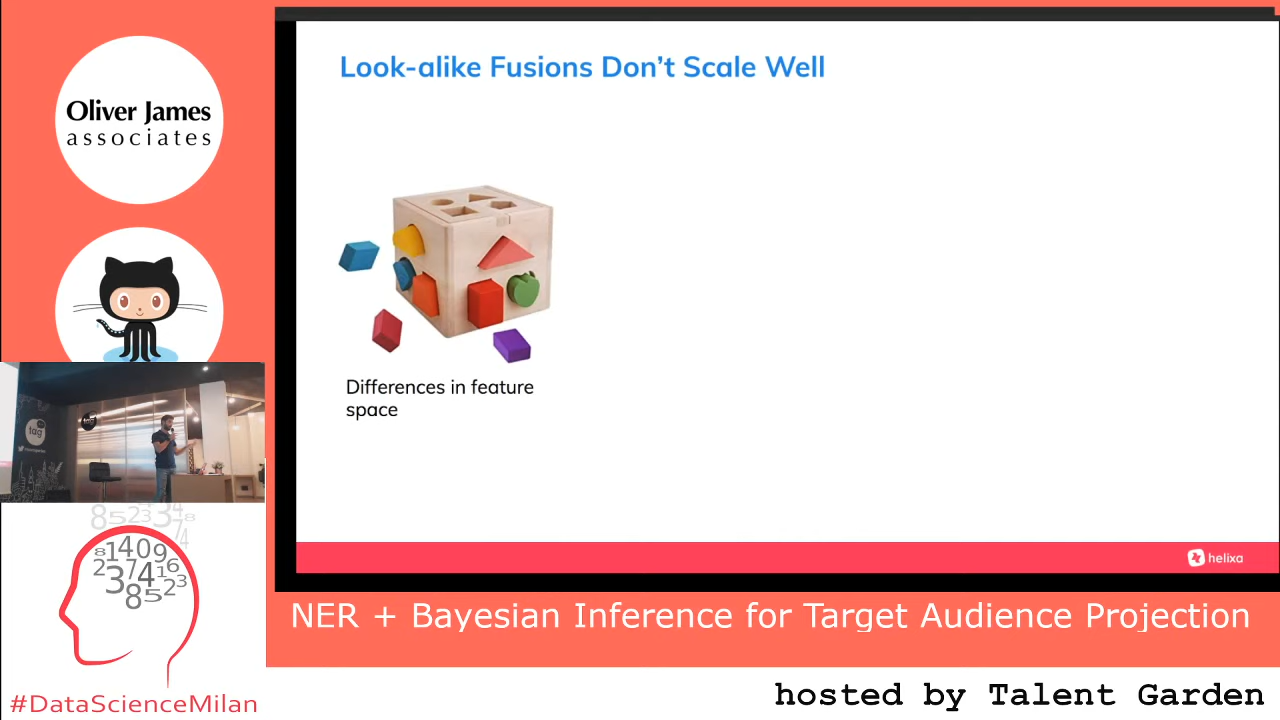 Oliver James
associates
Look-alike Fusions Don't Scale Well
Differences in feature
space
helixa
tag
NER + Bayesian Inference for Target Audience Projection
#DataScienceMilan
hosted by Talent Garden